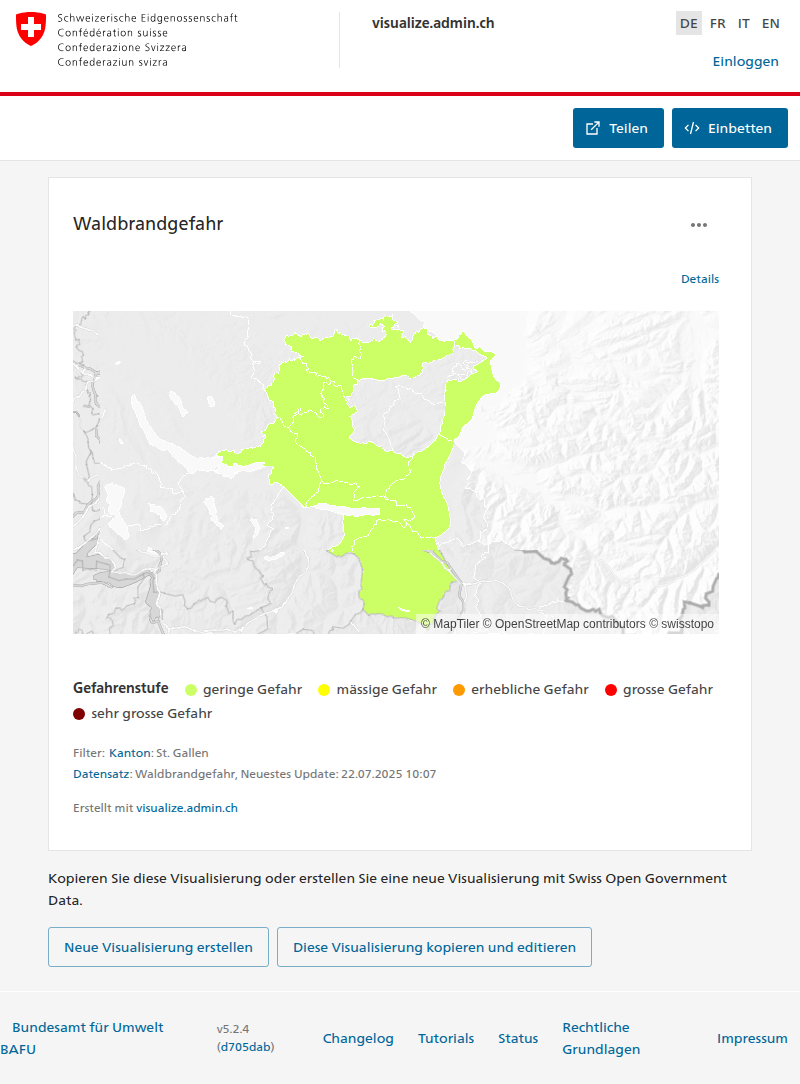 Schweizerische Eidgenossenschaft
Confédération suisse
Confederazione Svizzera
Confederaziun svizra
visualize.admin.ch
DE FR IT EN
Einloggen
Teilen
Einbetten
Waldbrandgefahr
Details
© MapTiler © OpenStreetMap contributors © swisstopo
Gefahrenstufe geringe Gefahr mässige Gefahr erhebliche Gefahr grosse Gefahr
sehr grosse Gefahr
Filter: Kanton: St. Gallen
Datensatz: Waldbrandgefahr, Neuestes Update: 22.07.2025 10:07
Erstellt mit visualize.admin.ch
Kopieren Sie diese Visualisierung oder erstellen Sie eine neue Visualisierung mit Swiss Open Government
Data.
Neue Visualisierung erstellen
Diese Visualisierung kopieren und editieren
Bundesamt für Umwelt
BAFU
v5.2.4
(d705dab)
Changelog
Tutorials
Status
Rechtliche
Grundlagen
Impressum